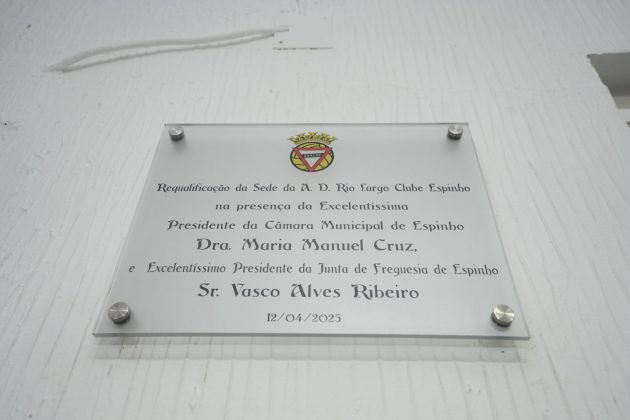 Requalificação da Sede da A. D. Rio Largo Clube Espinho
na presença da Excelentíssima
Presidente da Câmara Municipal de Espinho
Dra. Maria Manuel Cruz,
e Excelentíssimo Presidente da Junta de Freguesia de Espinho
Sr. Vasco Alves Ribeiro
12/04/2025